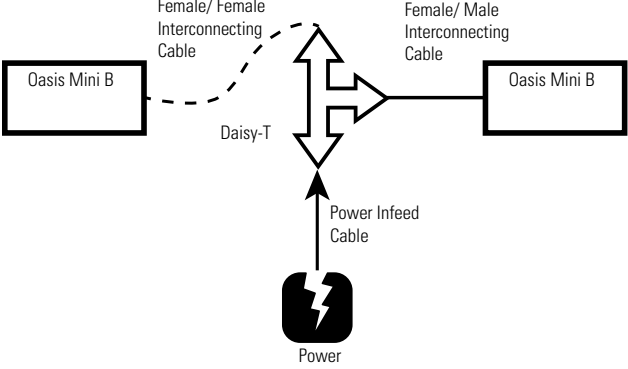 Female/ Female
Interconnecting
Cable
Female/ Male
Interconnecting
Cable
Oasis Mini B
Oasis Mini B
Daisy-T
Power Infeed
Cable
Power